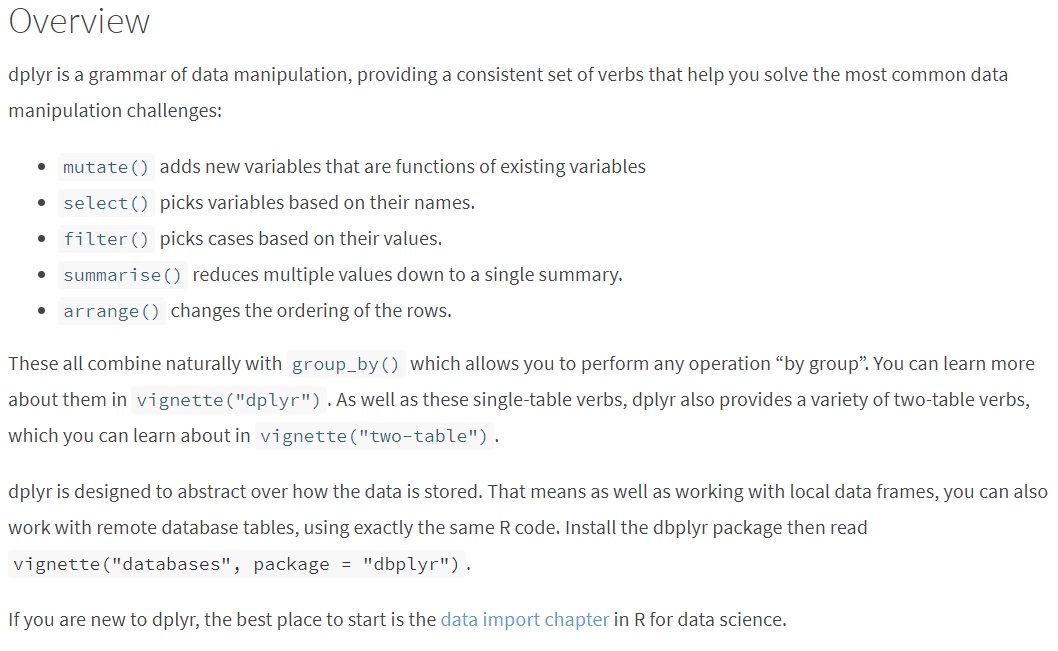 Overview
dplyr is a grammar of data manipulation, providing a consistent set of verbs that help you solve the most common data
manipulation challenges:
• mutate() adds new variables that are functions of existing variables
• select() picks variables based on their names.
• filter() picks cases based on their values.
• summarise() reduces multiple values down to a single summary.
• arrange() changes the ordering of the rows.
These all combine naturally with group_by() which allows you to perform any operation “by group”. You can learn more
about them in vignette("dplyr"). As well as these single-table verbs, dplyr also provides a variety of two-table verbs,
which you can learn about in vignette("two-table").
dplyr is designed to abstract over how the data is stored. That means as well as working with local data frames, you can also
work with remote database tables, using exactly the same R code. Install the dbplyr package then read
vignette("databases", package = "dbplyr").
If you are new to dplyr, the best place to start is the data import chapter in R for data science.